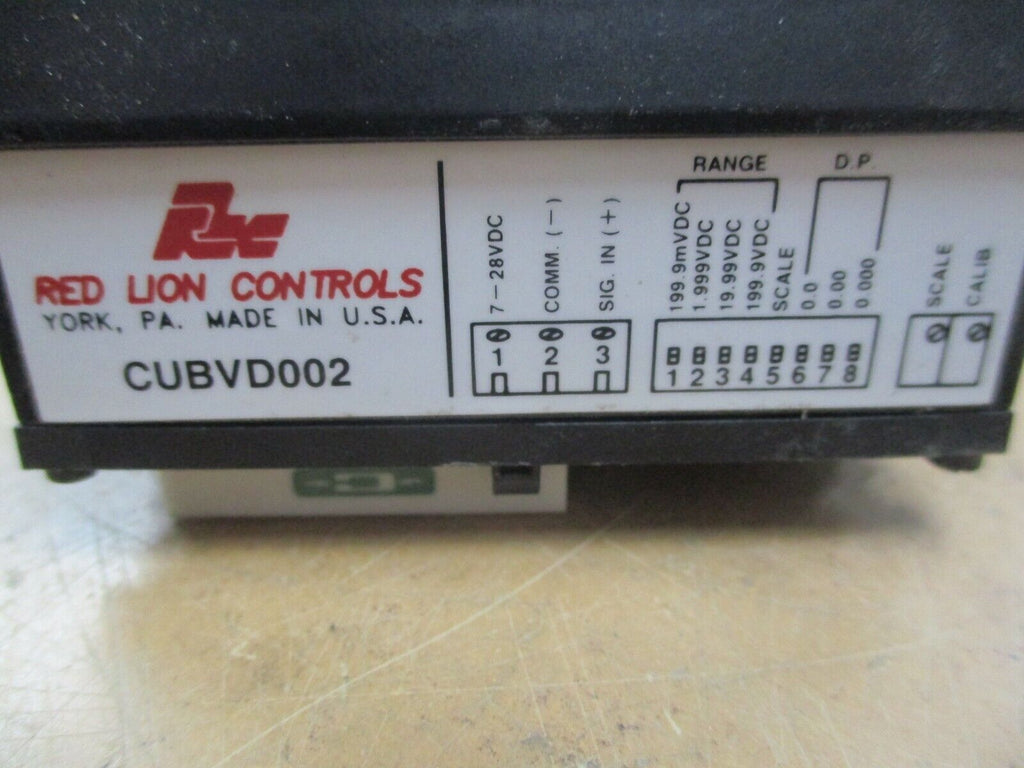 Rlc
RED LION CONTROLS
YORK, PA. MADE IN U.S.A.
CUBVD002
7-28VDC
COMM. (-)
SIG. IN (+)
1 2 3
RANGE
D.P.
199.9mVDC
1.999VDC
19.99VDC
199.9VDC
SCALE
0.0
0.00
0.000
1 2 3 4 5 6 7 8
SCALE
CALIB